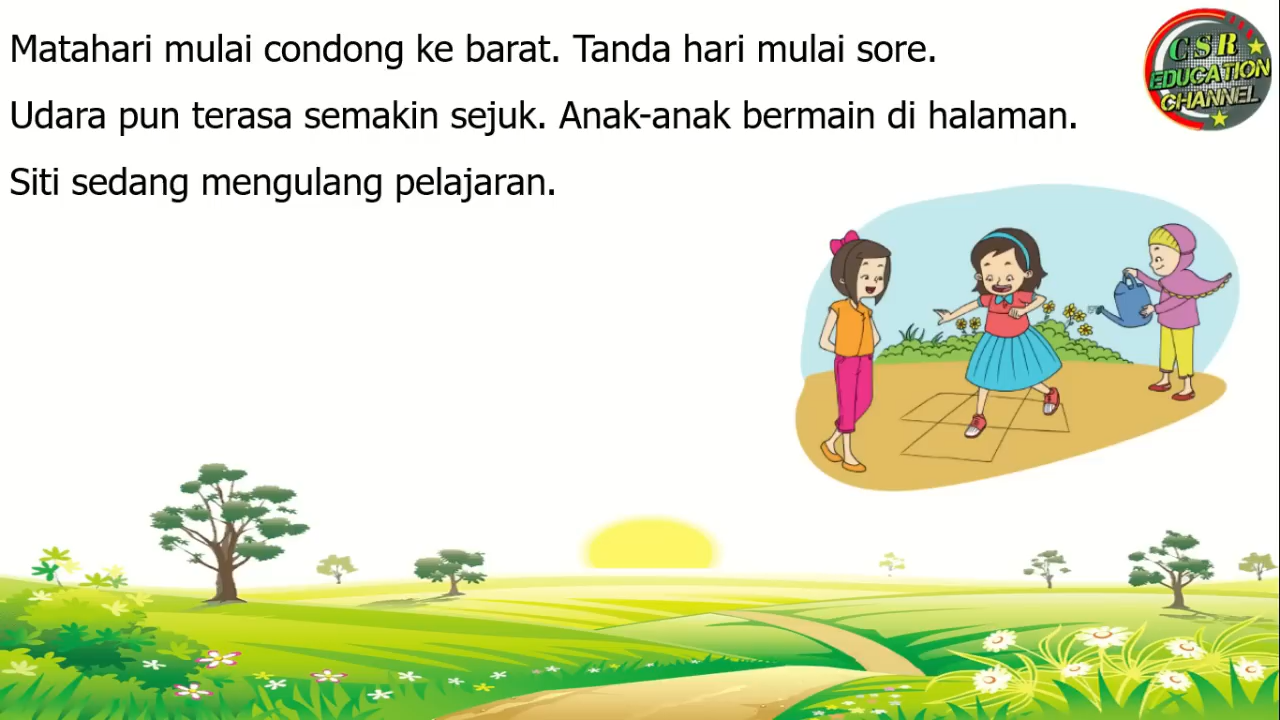 Matahari mulai condong ke barat. Tanda hari mulai sore.
Udara pun terasa semakin sejuk. Anak-anak bermain di halaman.
Siti sedang mengulang pelajaran.
CSR
EDUCATION
CHANNEL